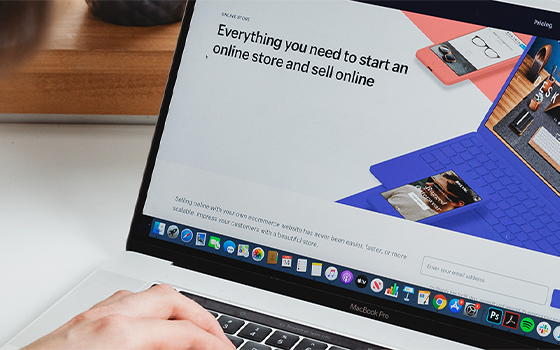 ONLINE STORE
Pricing
Everything you need to start an
online store and sell online
Selling online with your own ecommerce website has never been easier, faster, or more
scalable. Impress your customers with a beautiful store.
Enter your email address
MacBook Pro